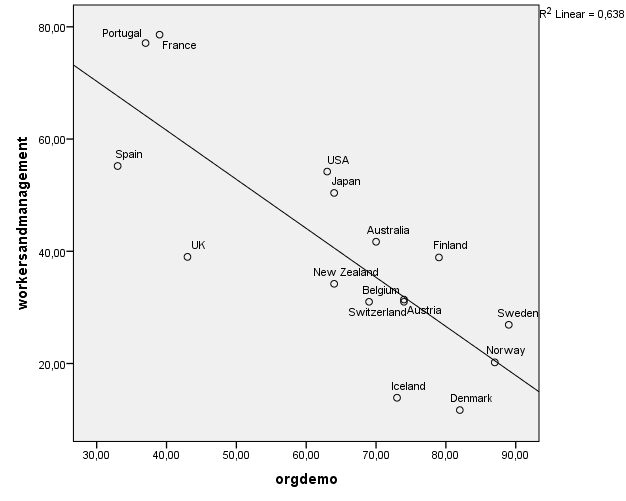 R² Linear = 0,638
80,00
Portugal
France
60,00
Spain
USA
Japan
40,00
UK
Australia
Finland
New Zealand
Belgium
Switzerland
Austria
Sweden
20,00
Norway
Iceland
Denmark
workersandmanagement
30,00 40,00 50,00 60,00 70,00 80,00 90,00
orgdemo